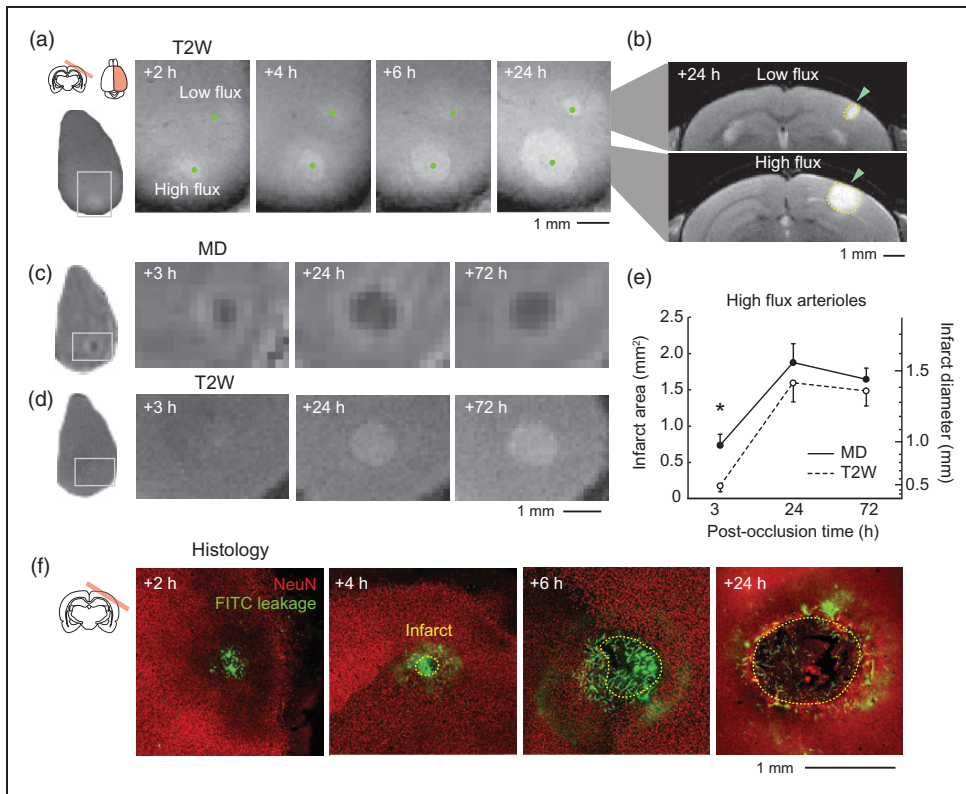 (a)
T2W
+2 h
Low flux
High flux
+4 h
+6 h
+24 h
1 mm
(b)
+24 h
Low flux
High flux
1 mm
(c)
MD
+3 h
+24 h
+72 h
(d)
T2W
+3 h
+24 h
+72 h
1 mm
(e)
High flux arterioles
Infarct area (mm²)
2.5
2.0
1.5
1.0
0.5
0
*
MD
T2W
1.5
1.0
0.5
Infarct diameter (mm)
3 24 72
Post-occlusion time (h)
(f)
Histology
+2 h
NeuN
FITC leakage
+4 h
Infarct
+6 h
+24 h
1 mm